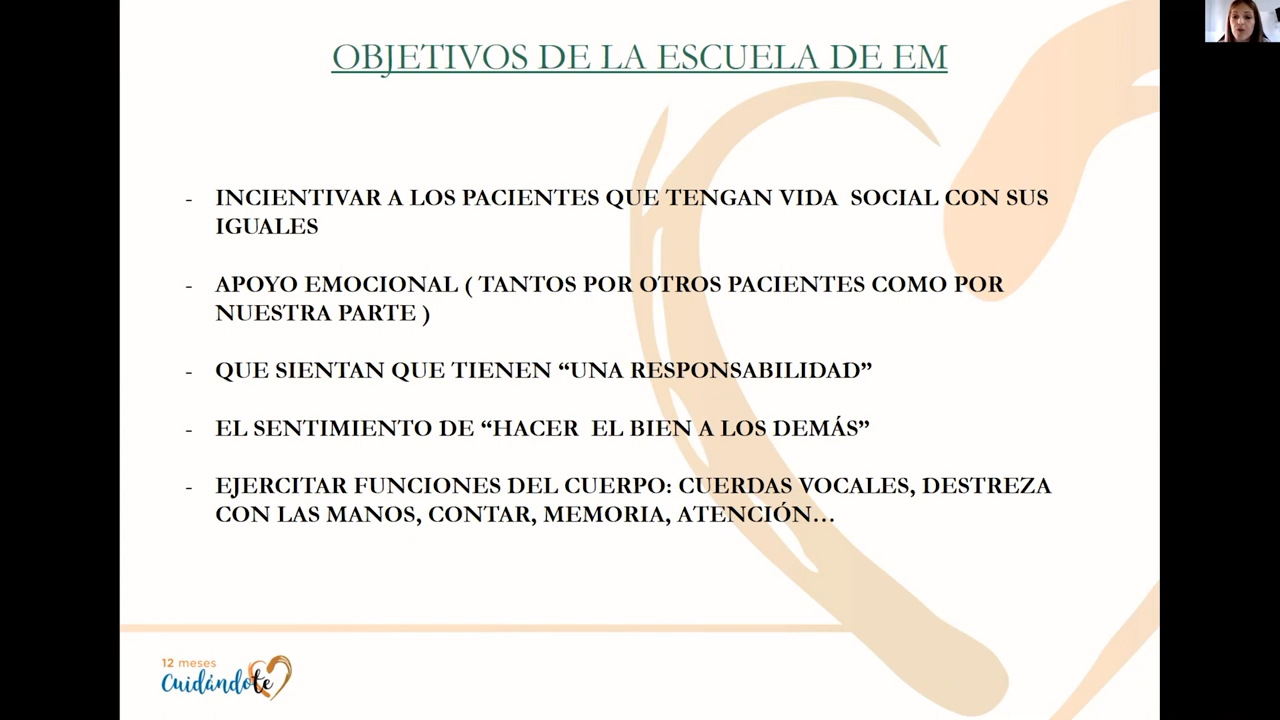 OBJETIVOS DE LA ESCUELA DE EM
- INCIENTIVAR A LOS PACIENTES QUE TENGAN VIDA  SOCIAL CON SUS
IGUALES
- APOYO EMOCIONAL ( TANTOS POR OTROS PACIENTES COMO POR
NUESTRA PARTE )
- QUE SIENTAN QUE TIENEN “UNA RESPONSABILIDAD”
- EL SENTIMIENTO DE “HACER  EL BIEN A LOS DEMÁS”
- EJERCITAR FUNCIONES DEL CUERPO: CUERDAS VOCALES, DESTREZA
CON LAS MANOS, CONTAR, MEMORIA, ATENCIÓN…
12 meses
Cuidándote